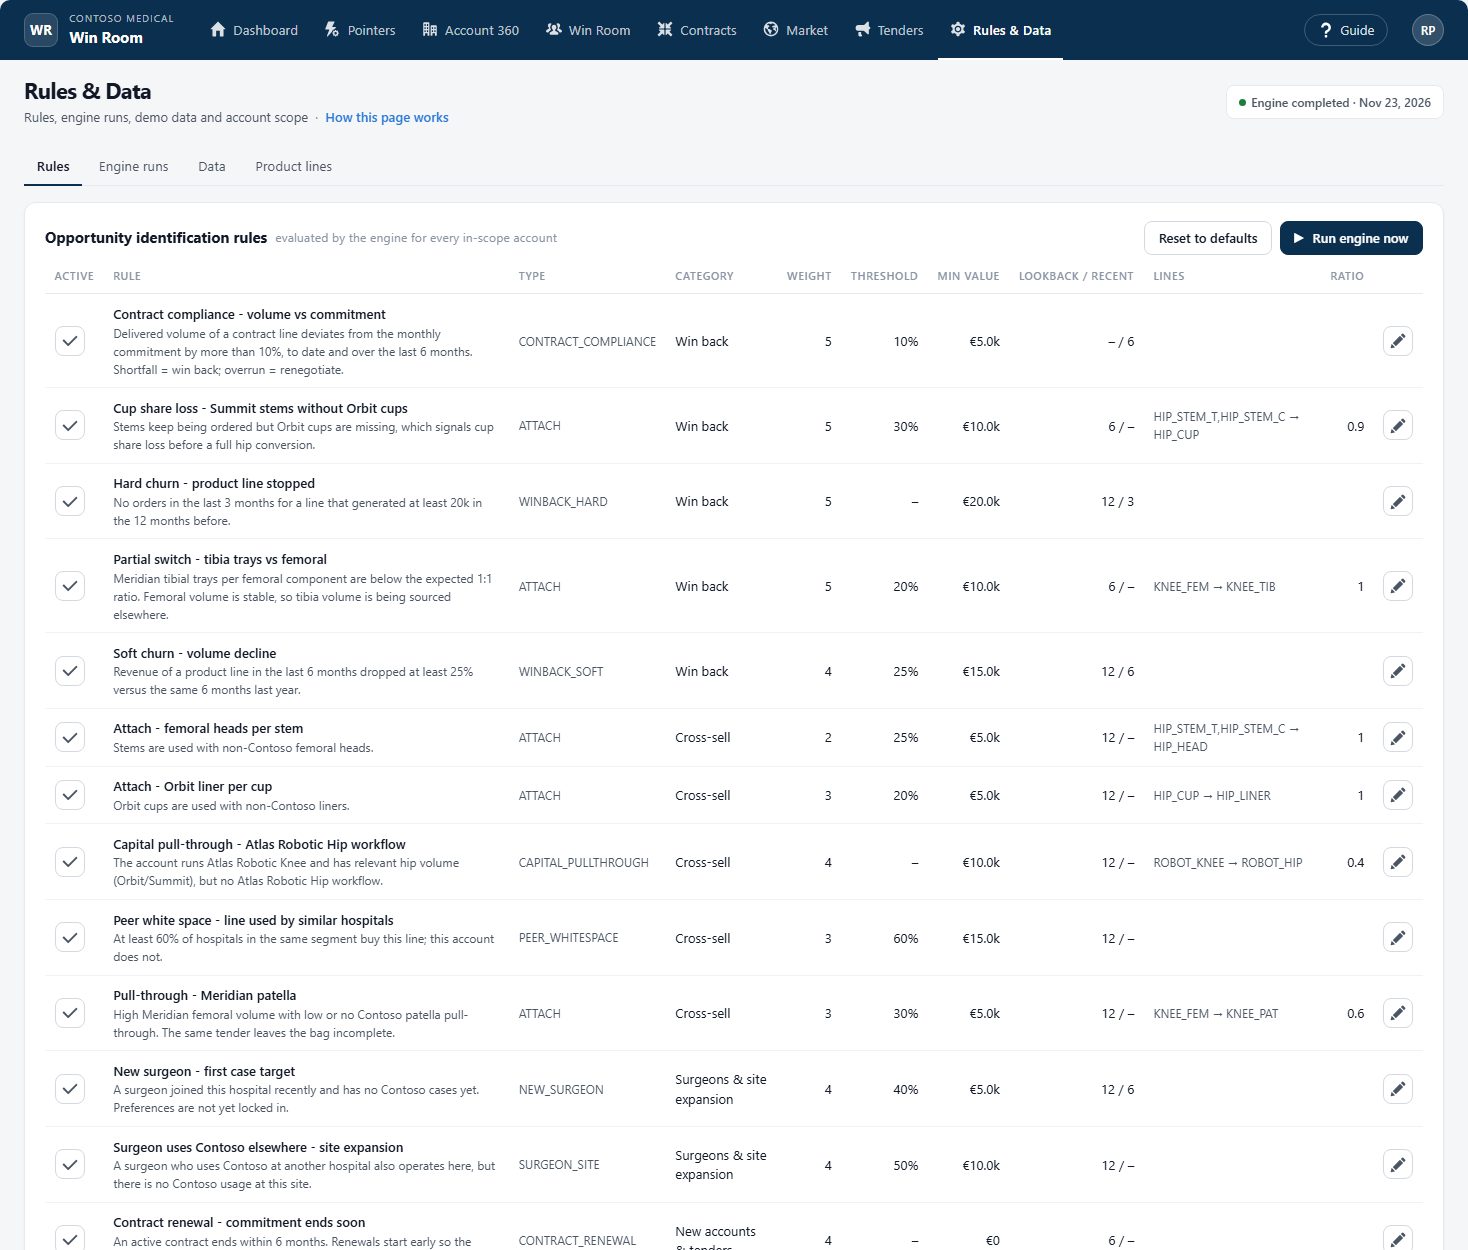 WR
CONTOSO MEDICAL
Win Room
Dashboard
Pointers
Account 360
Win Room
Contracts
Market
Tenders
Rules & Data
? Guide
RP
Rules & Data
Rules, engine runs, demo data and account scope · How this page works
Engine completed · Nov 23, 2026
Rules
Engine runs
Data
Product lines
Opportunity identification rules evaluated by the engine for every in-scope account
Reset to defaults
Run engine now
ACTIVE RULE TYPE CATEGORY WEIGHT THRESHOLD MIN VALUE LOOKBACK / RECENT LINES RATIO
Contract compliance - volume vs commitment
Delivered volume of a contract line deviates from the monthly
commitment by more than 10%, to date and over the last 6 months.
Shortfall = win back; overrun = renegotiate.
CONTRACT_COMPLIANCE Win back 5 10% €5.0k – / 6
Cup share loss - Summit stems without Orbit cups
Stems keep being ordered but Orbit cups are missing, which signals cup
share loss before a full hip conversion.
ATTACH Win back 5 30% €10.0k 6 / –
HIP_STEM_T,HIP_STEM_C →
HIP_CUP
0.9
Hard churn - product line stopped
No orders in the last 3 months for a line that generated at least 20k in
the 12 months before.
WINBACK_HARD Win back 5 – €20.0k 12 / 3
Partial switch - tibia trays vs femoral
Meridian tibial trays per femoral component are below the expected 1:1
ratio. Femoral volume is stable, so tibia volume is being sourced
elsewhere.
ATTACH Win back 5 20% €10.0k 6 / – KNEE_FEM → KNEE_TIB 1
Soft churn - volume decline
Revenue of a product line in the last 6 months dropped at least 25%
versus the same 6 months last year.
WINBACK_SOFT Win back 4 25% €15.0k 12 / 6
Attach - femoral heads per stem
Stems are used with non-Contoso femoral heads.
ATTACH Cross-sell 2 25% €5.0k 12 / –
HIP_STEM_T,HIP_STEM_C →
HIP_HEAD
1
Attach - Orbit liner per cup
Orbit cups are used with non-Contoso liners.
ATTACH Cross-sell 3 20% €5.0k 12 / – HIP_CUP → HIP_LINER 1
Capital pull-through - Atlas Robotic Hip workflow
The account runs Atlas Robotic Knee and has relevant hip volume
(Orbit/Summit), but no Atlas Robotic Hip workflow.
CAPITAL_PULLTHROUGH Cross-sell 4 – €10.0k 12 / – ROBOT_KNEE → ROBOT_HIP 0.4
Peer white space - line used by similar hospitals
At least 60% of hospitals in the same segment buy this line; this account
does not.
PEER_WHITESPACE Cross-sell 3 60% €15.0k 12 / –
Pull-through - Meridian patella
High Meridian femoral volume with low or no Contoso patella pull-
through. The same tender leaves the bag incomplete.
ATTACH Cross-sell 3 30% €5.0k 12 / – KNEE_FEM → KNEE_PAT 0.6
New surgeon - first case target
A surgeon joined this hospital recently and has no Contoso cases yet.
Preferences are not yet locked in.
NEW_SURGEON
Surgeons & site
expansion
4 40% €5.0k 12 / 6
Surgeon uses Contoso elsewhere - site expansion
A surgeon who uses Contoso at another hospital also operates here, but
there is no Contoso usage at this site.
SURGEON_SITE
Surgeons & site
expansion
4 50% €10.0k 12 / –
Contract renewal - commitment ends soon
An active contract ends within 6 months. Renewals start early so the
CONTRACT_RENEWAL
New accounts
& tenders
4 – €0 6 / –